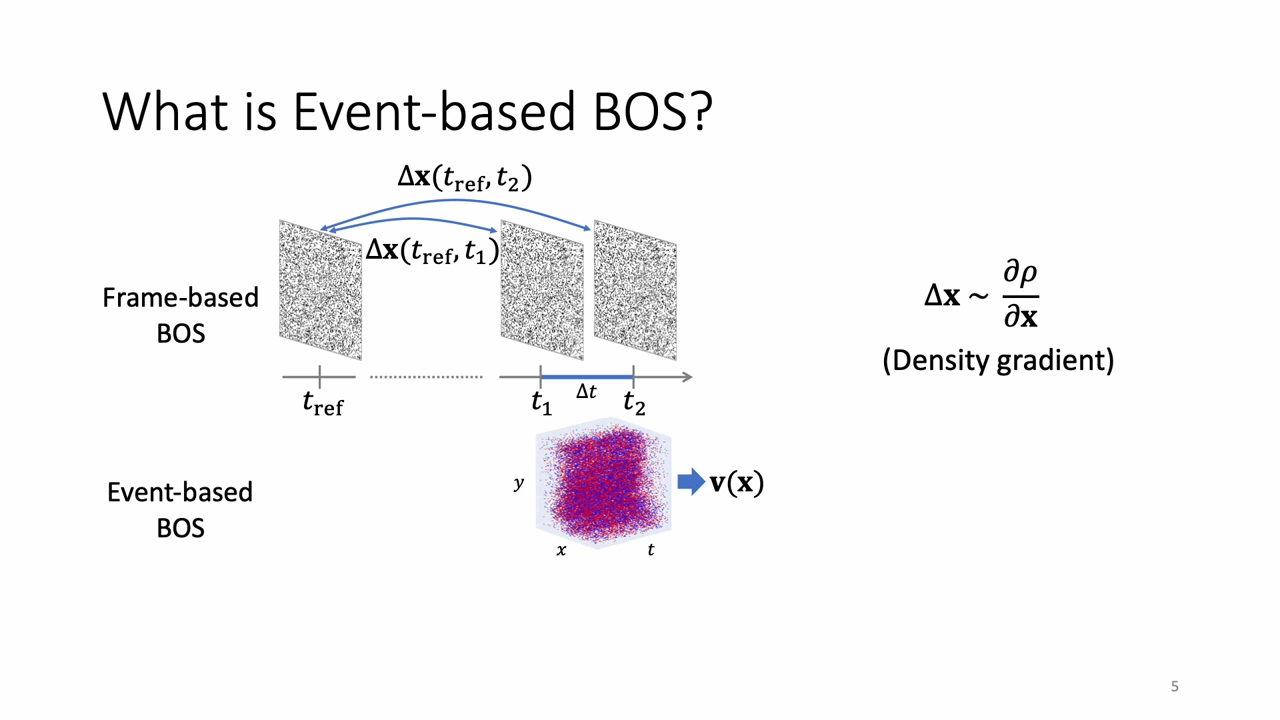 What is Event-based BOS?
Δx(t_ref, t_2)
Δx(t_ref, t_1)
Frame-based
BOS
t_ref
t_1
Δt
t_2
Δx ~ ∂ρ/∂x
(Density gradient)
Event-based
BOS
y
x
t
v(x)
5